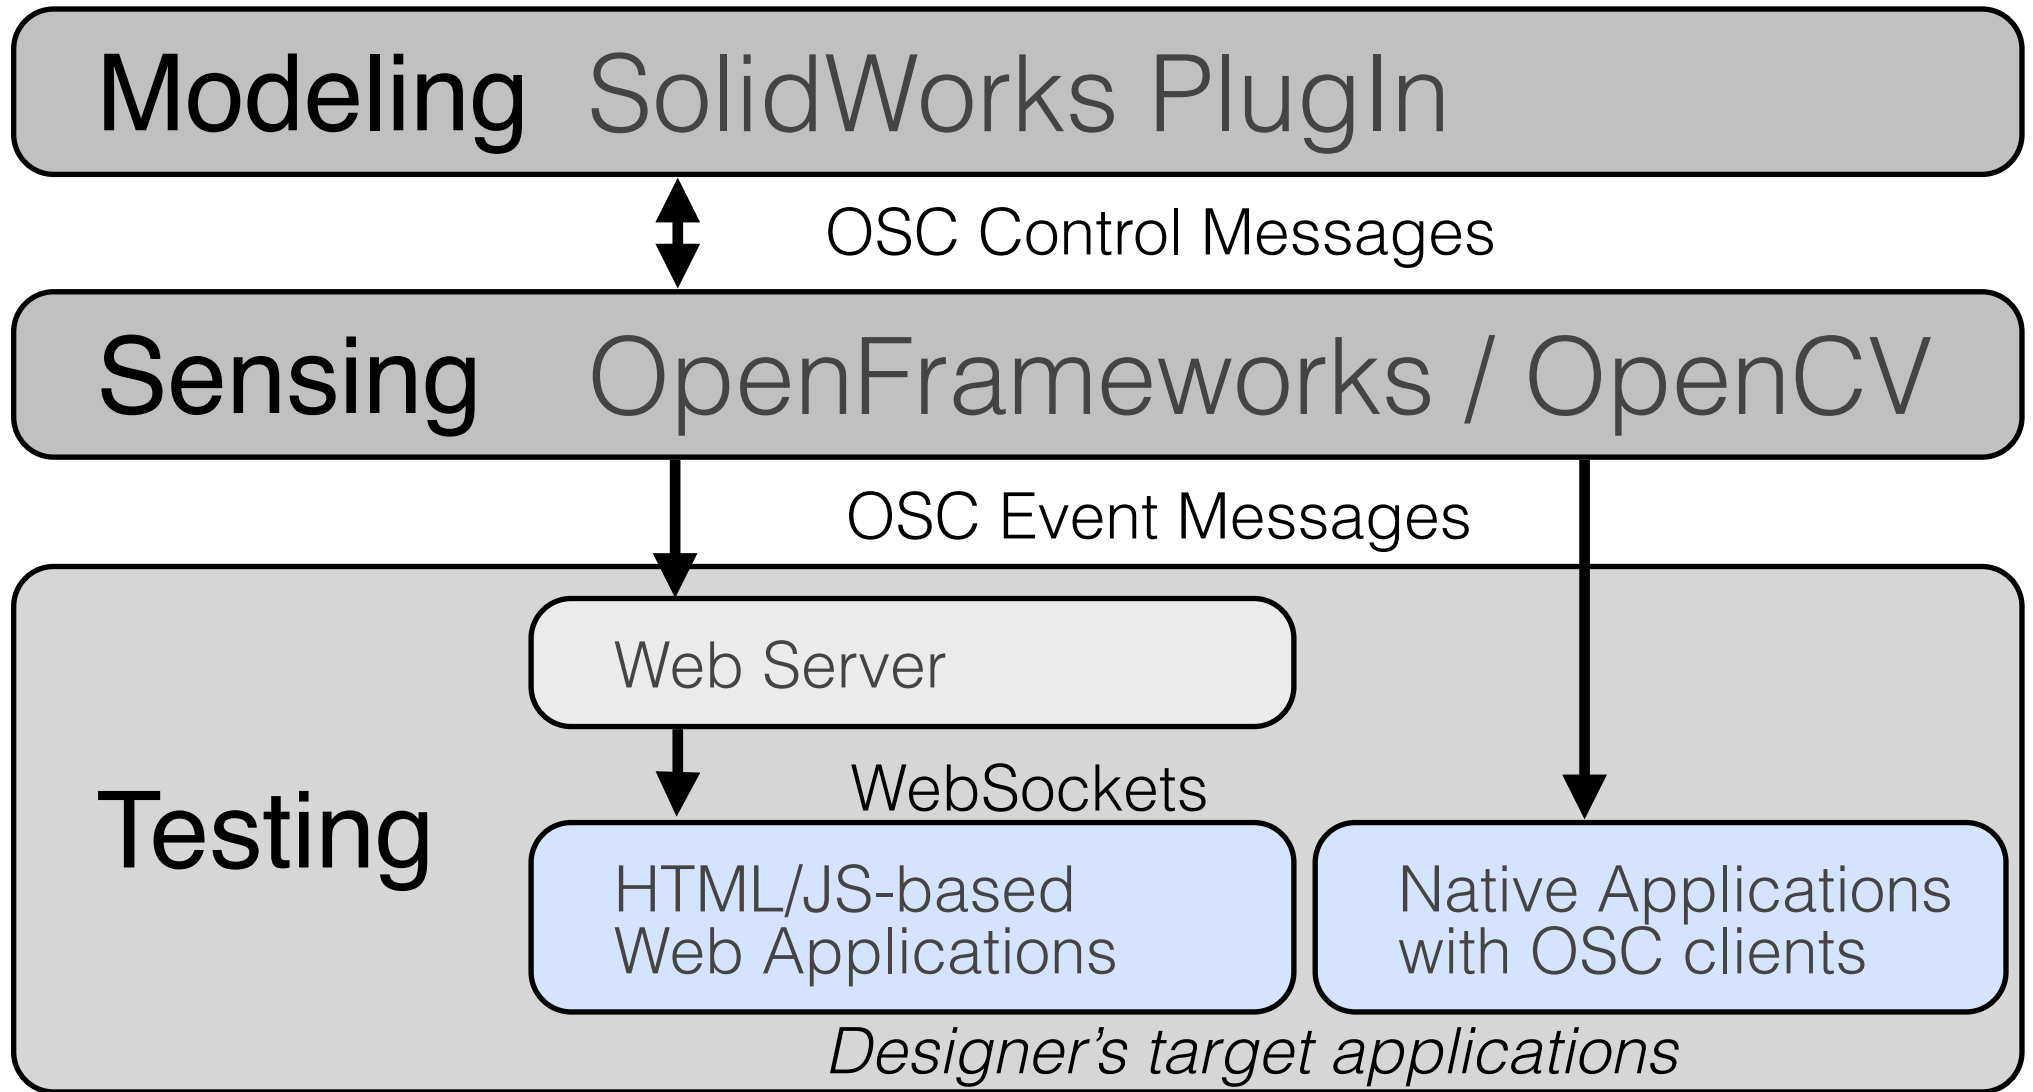 Modeling SolidWorks PlugIn
OSC Control Messages
Sensing OpenFrameworks / OpenCV
OSC Event Messages
Web Server
WebSockets
Testing
HTML/JS-based
Web Applications
Native Applications
with OSC clients
Designer's target applications